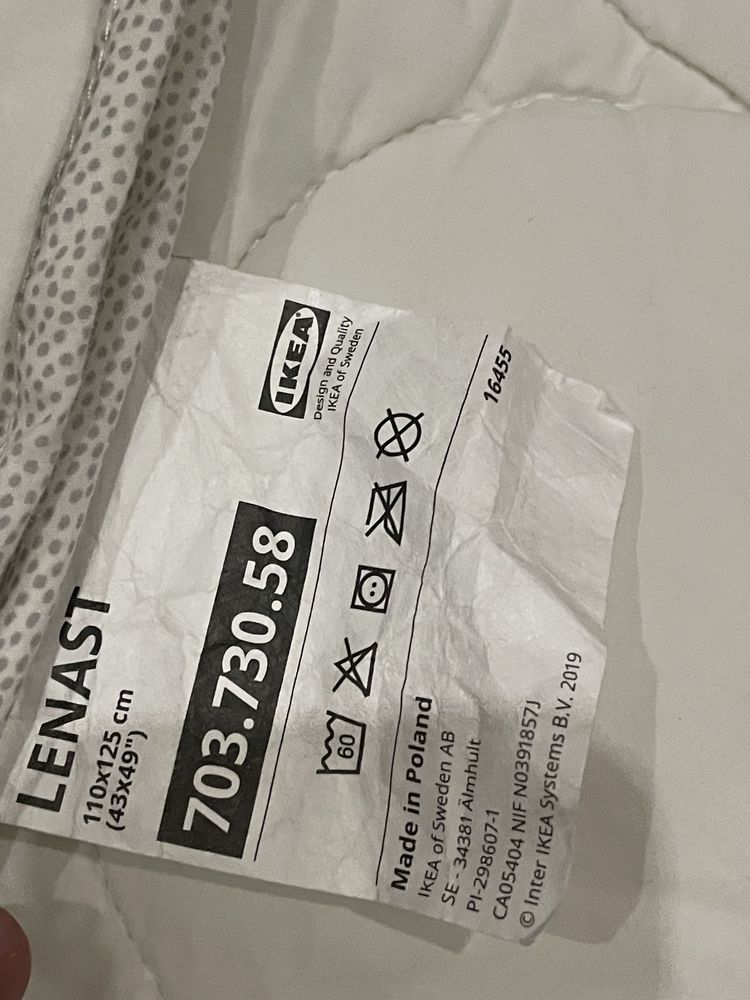 LENAST
110x125 cm
(43x49")
703.730.58
IKEA®
Design and Quality
IKEA of Sweden
60
Made in Poland
IKEA of Sweden AB
SE - 34381 Älmhult
PI-298607-1
CA05404 NIF N0391857J
© Inter IKEA Systems B.V. 2019
16455